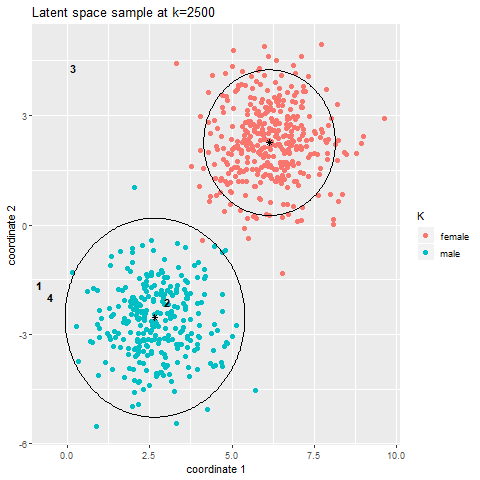 Latent space sample at k=2500
3
3
K
female
male
coordinate 2
0
1
4
2
-3
-6
0.0 2.5 5.0 7.5 10.0
coordinate 1